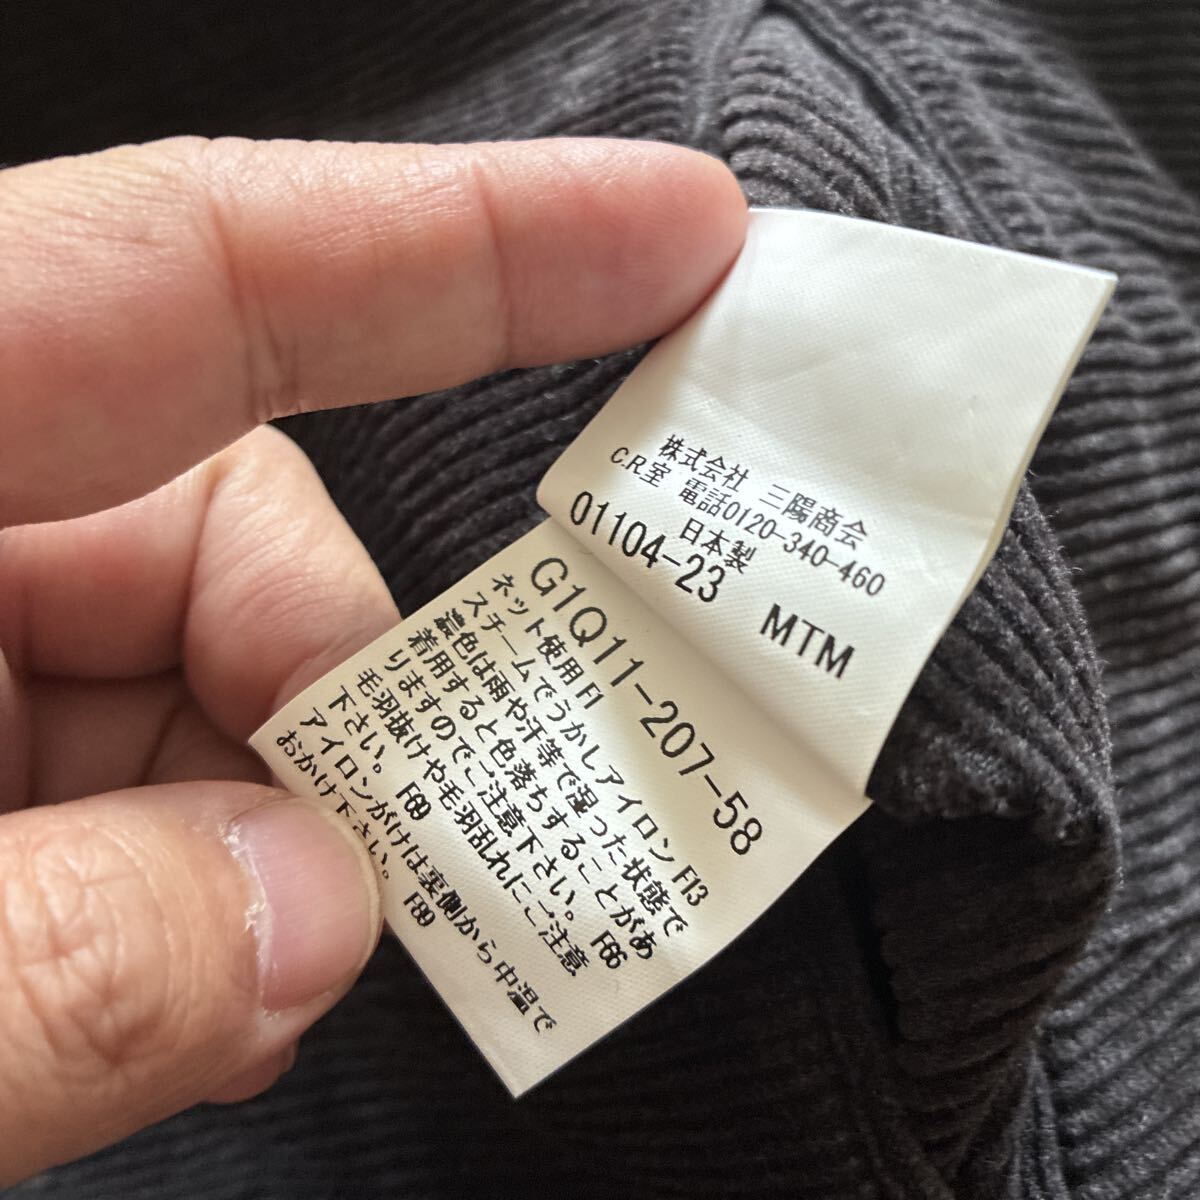 株式会社 三陽商会
C.R室 電話0120-340-460
日本製
01104-23 MTM
G1Q11-207-58
ネット使用 F1
スチームでうかしアイロン F13
濃色は雨や汗等で湿った状態で
着用すると色落ちすることがあ
りますのでご注意下さい。 F66
毛羽抜けや毛羽乱れにご注意
下さい。 F69
アイロンがけは裏側から中温で
おかけ下さい。 F89